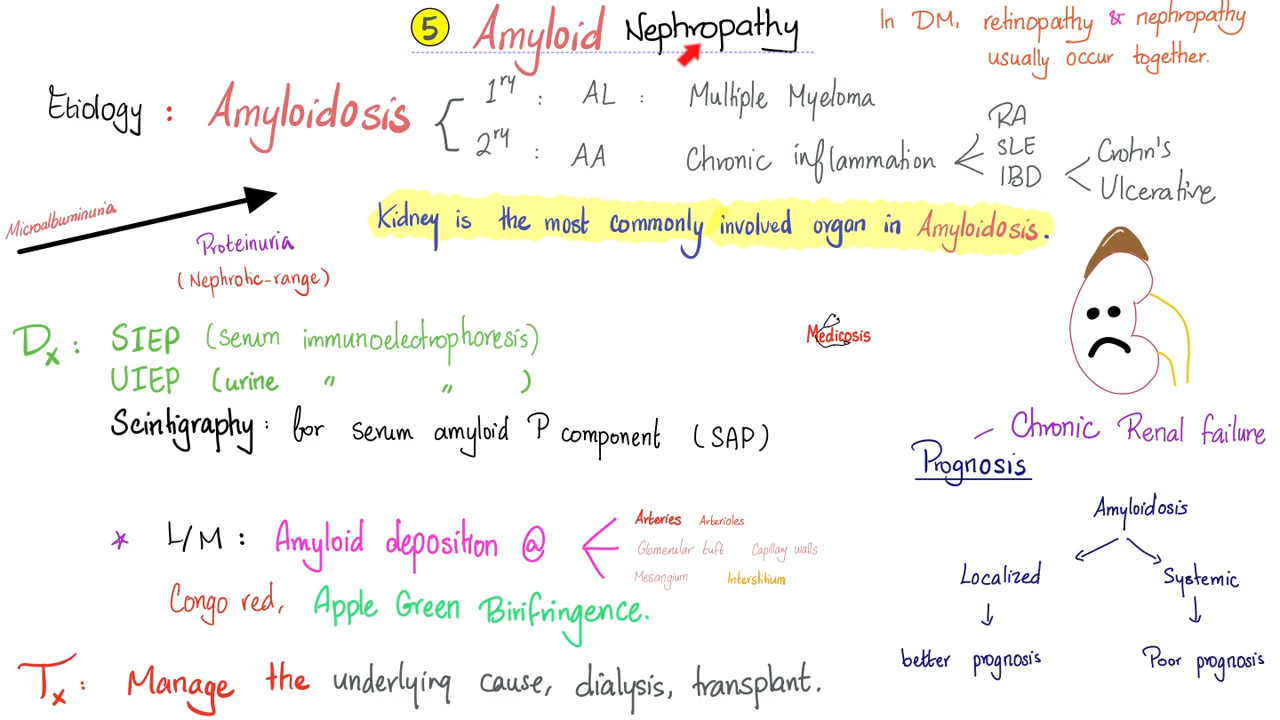 5 Amyloid Nephropathy
In DM, retinopathy & nephropathy
usually occur together.
Etiology : Amyloidosis
1ry : AL : Multiple Myeloma
2ry : AA Chronic inflammation
RA
SLE
IBD
Crohn's
Ulcerative
Microalbuminuria
Proteinuria
(Nephrotic-range)
Kidney is the most commonly involved organ in Amyloidosis.
Dx : SIEP (serum immunoelectrophoresis)
UIEP (urine " " )
Scintigraphy : for serum amyloid P component (SAP)
Medicosis
Chronic Renal failure
Prognosis
Amyloidosis
Localized Systemic
better prognosis Poor prognosis
* L/M : Amyloid deposition @
Arteries Arterioles
Glomerular tuft Capillary walls
Mesangium Interstitium
Congo red, Apple Green Birifringence.
Tx : Manage the underlying cause, dialysis, transplant.